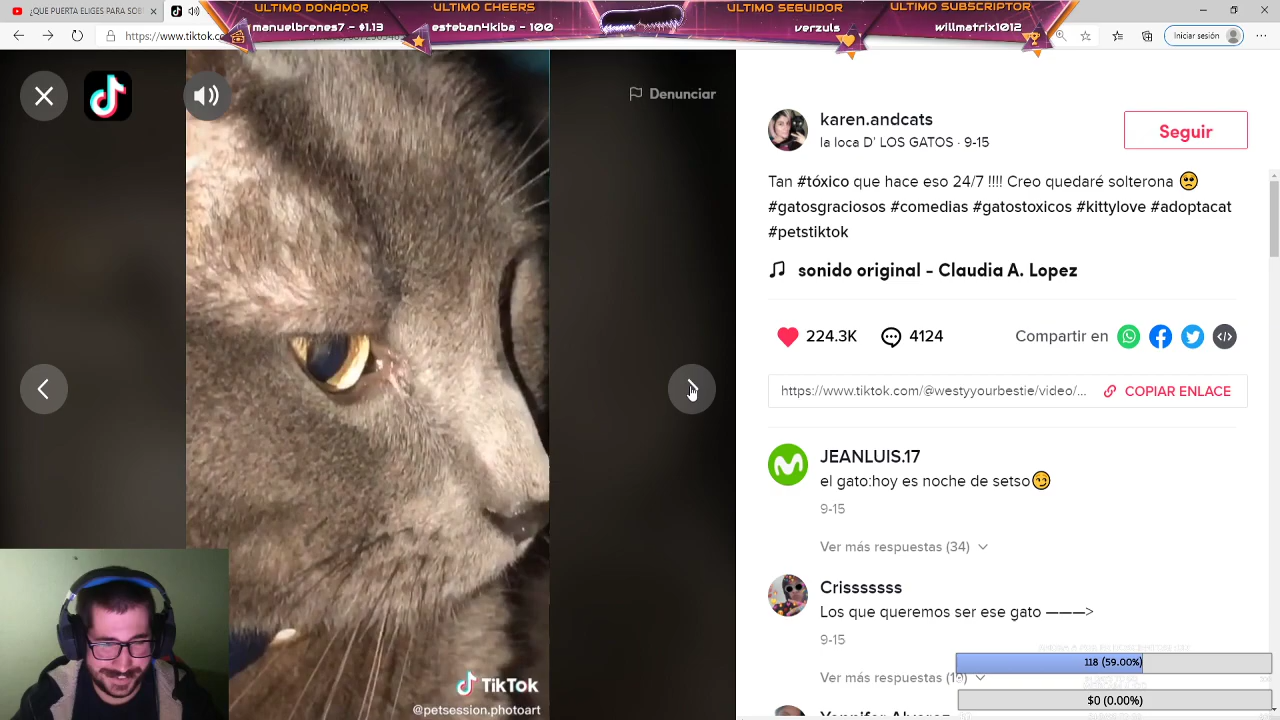 ¿QUE PUERTA ELIGES PARA SOBR
ULTIMO DONADOR
manuelbrenes7 - $1.13
ULTIMO CHEERS
esteban4kiba - 100
ULTIMO SEGUIDOR
verzuls
ULTIMO SUBSCRIPTOR
willmatrix1012
https://www.tiktok.co
Iniciar sesión
Denunciar
karen.andcats
la loca D' LOS GATOS · 9-15
Seguir
Tan #tóxico que hace eso 24/7 !!!! Creo quedaré solterona 🥺
#gatosgraciosos #comedias #gatostoxicos #kittylove #adoptacat
#petstiktok
sonido original - Claudia A. Lopez
224.3K
4124
Compartir en
https://www.tiktok.com/@westyyourbestie/video/...
COPIAR ENLACE
JEANLUIS.17
el gato:hoy es noche de setso😏
9-15
Ver más respuestas (34)
Crisssssss
Los que queremos ser ese gato ———>
9-15
Ver más respuestas
118 (59.00%)
$0 (0.00%)
TikTok
@petsession.photoart